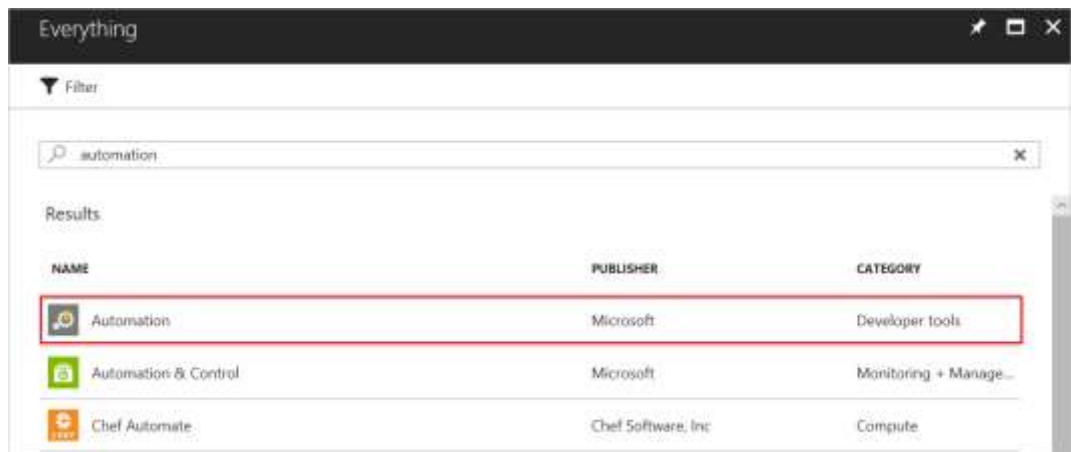 Everything
Filter
automation
Results
NAME PUBLISHER CATEGORY
Automation Microsoft Developer tools
Automation & Control Microsoft Monitoring + Manage...
CHEF
Chef Automate Chef Software, Inc Compute